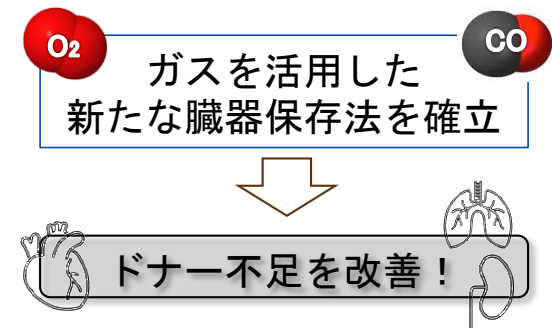 O2
CO
ガスを活用した
新たな臓器保存法を確立
ドナー不足を改善！